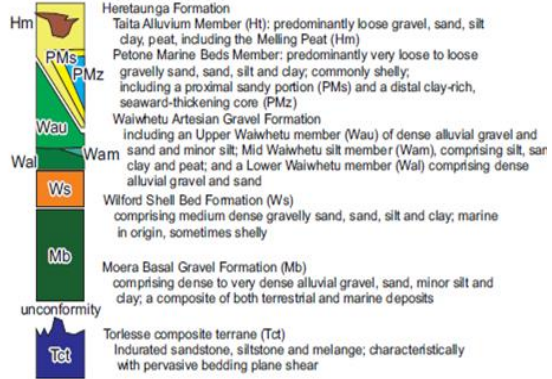 Heretaunga Formation
Hm
Taita Alluvium Member (Ht): predominantly loose gravel, sand, silt
clay, peat, including the Melling Peat (Hm)
PMs
Petone Marine Beds Member: predominantly very loose to loose
PMz
gravelly sand, sand, silt and clay; commonly shelly;
including a proximal sandy portion (PMs) and a distal clay-rich,
seaward-thickening core (PMz)
Waiwhetu Artesian Gravel Formation
Wau
including an Upper Waiwhetu member (Wau) of dense alluvial gravel and
sand and minor silt; Mid Waiwhetu silt member (Wam), comprising silt, san
Wal
Wam
clay and peat; and a Lower Waiwhetu member (Wal) comprising dense
alluvial gravel and sand
Ws
Wilford Shell Bed Formation (Ws)
comprising medium dense gravelly sand, sand, silt and clay; marine
in origin, sometimes shelly
Mb
Moera Basal Gravel Formation (Mb)
comprising dense to very dense alluvial gravel, sand, minor silt and
clay; a composite of both terrestrial and marine deposits
unconformity
Torlesse composite terrane (Tct)
Tct
Indurated sandstone, siltstone and melange; characteristically
with pervasive bedding plane shear